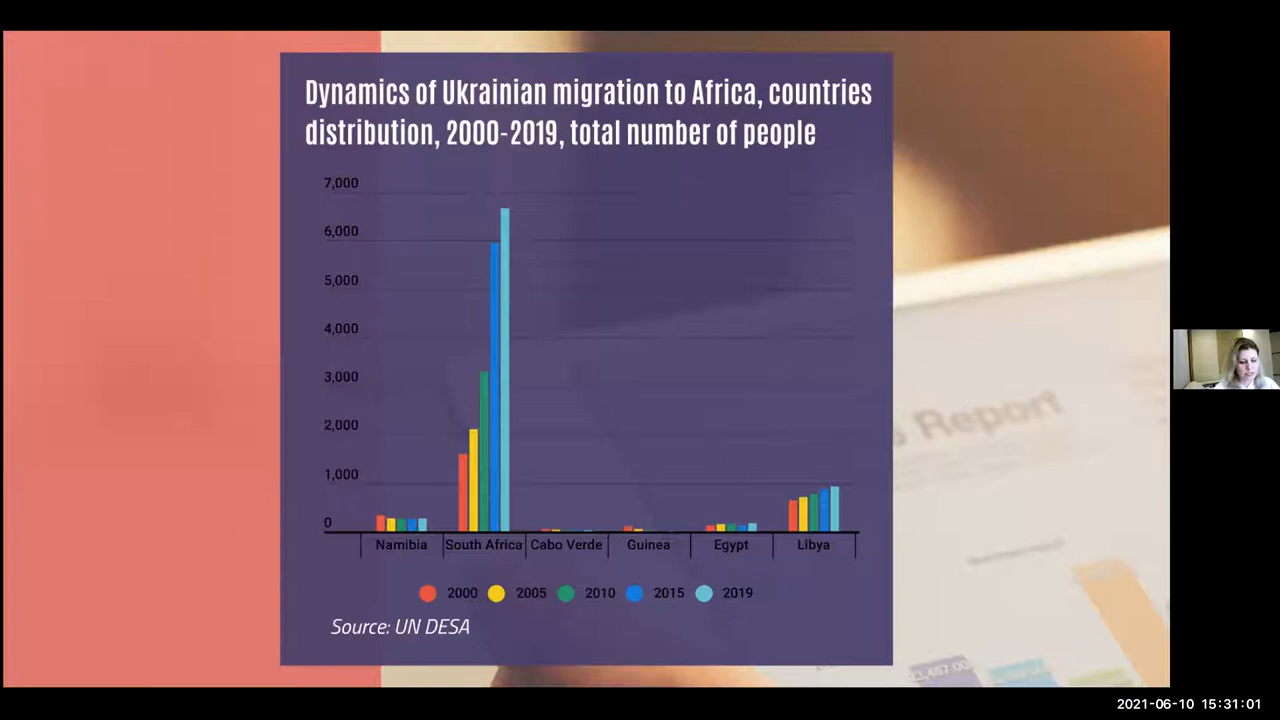 Dynamics of Ukrainian migration to Africa, countries
distribution, 2000-2019, total number of people
7,000
6,000
5,000
4,000
3,000
2,000
1,000
0
Namibia South Africa Cabo Verde Guinea Egypt Libya
2000 2005 2010 2015 2019
Source: UN DESA
Report
2021-06-10 15:31:01